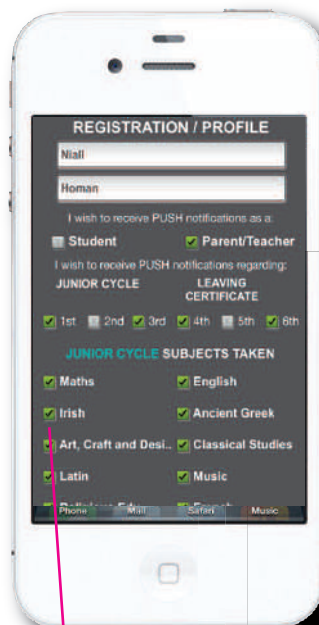 REGISTRATION / PROFILE
Niall
Homan
I wish to receive PUSH notifications as a:
Student Parent/Teacher
I wish to receive PUSH notifications regarding:
JUNIOR CYCLE LEAVING CERTIFICATE
1st 2nd 3rd 4th 5th 6th
JUNIOR CYCLE SUBJECTS TAKEN
Maths English
Irish Ancient Greek
Art, Craft and Desi.. Classical Studies
Latin Music
Phone Mail Safari Music